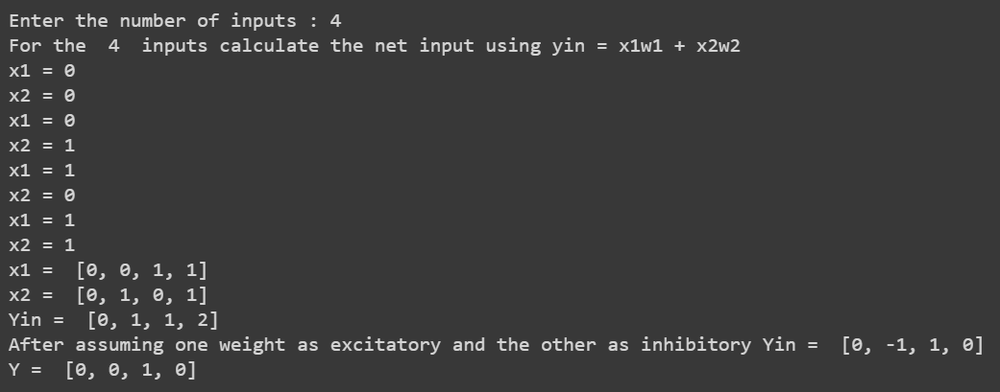 Enter the number of inputs : 4
For the  4  inputs calculate the net input using yin = x1w1 + x2w2
x1 = 0
x2 = 0
x1 = 0
x2 = 1
x1 = 1
x2 = 0
x1 = 1
x2 = 1
x1 =  [0, 0, 1, 1]
x2 =  [0, 1, 0, 1]
Yin =  [0, 1, 1, 2]
After assuming one weight as excitatory and the other as inhibitory Yin =  [0, -1, 1, 0]
Y =  [0, 0, 1, 0]